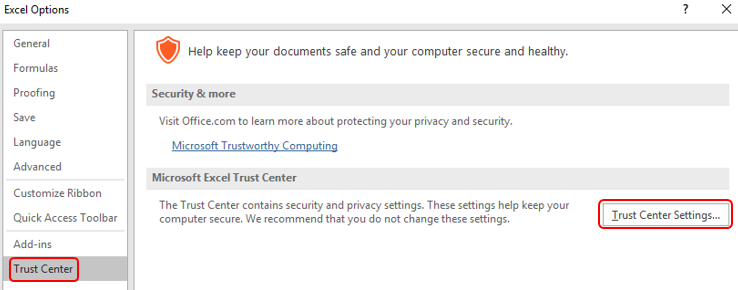 Excel Options
?
General
Formulas
Proofing
Save
Language
Advanced
Customize Ribbon
Quick Access Toolbar
Add-ins
Trust Center
Help keep your documents safe and your computer secure and healthy.
Security & more
Visit Office.com to learn more about protecting your privacy and security.
Microsoft Trustworthy Computing
Microsoft Excel Trust Center
The Trust Center contains security and privacy settings. These settings help keep your
computer secure. We recommend that you do not change these settings.
Trust Center Settings...